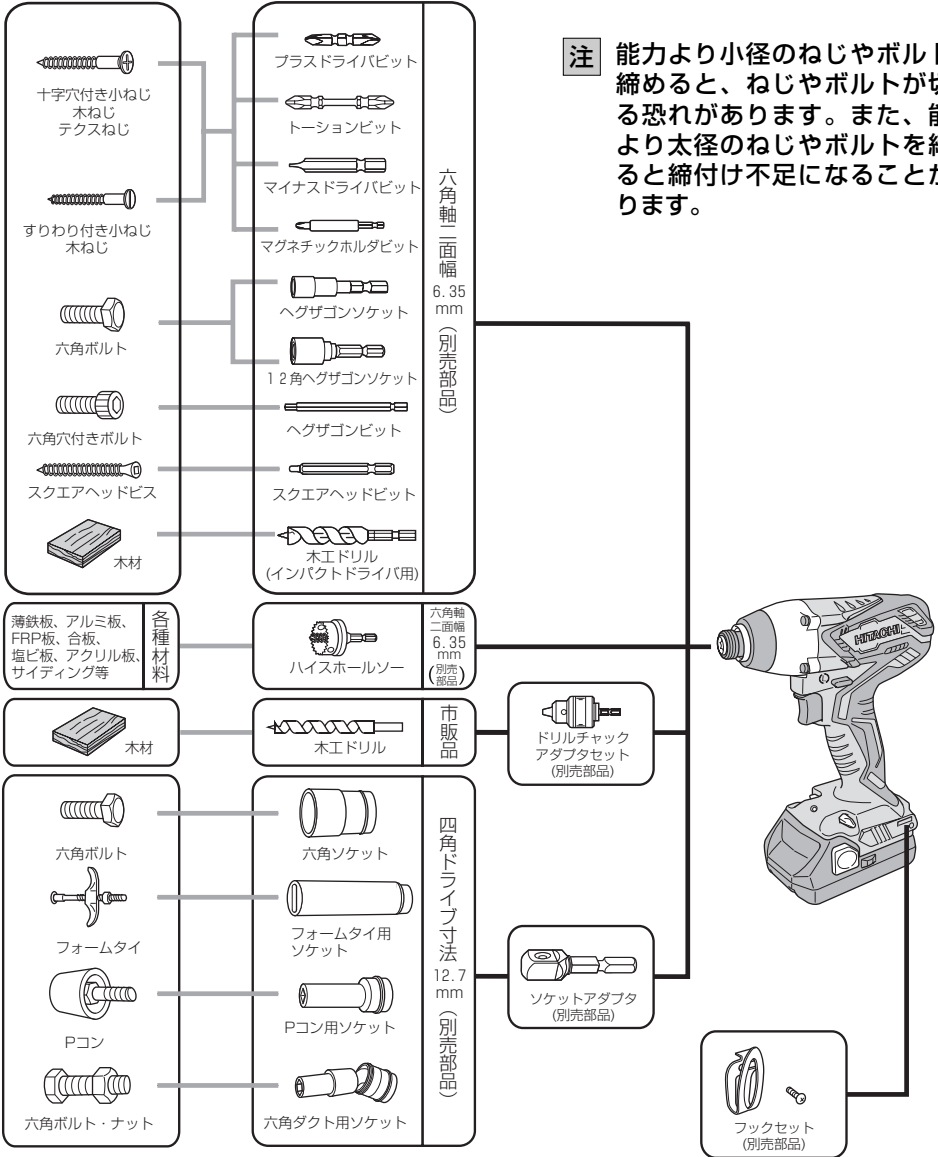 注
能力より小径のねじやボルト
締めると、ねじやボルトが
る恐れがあります。また、
より太径のねじやボルトを
ると締付け不足になること
ります。
十字穴付き小ねじ
木ねじ
テクスねじ
すりわり付き小ねじ
木ねじ
六角ボルト
六角穴付きボルト
スクエアヘッドビス
木材
プラスドライバビット
トーションビット
マイナスドライバビット
マグネチックホルダビット
ヘグザゴンソケット
12角ヘグザゴンソケット
ヘグザゴンビット
スクエアヘッドビット
木工ドリル
(インパクトドライバ用)
六角軸二面幅
6.35
mm
(別売部品)
薄鉄板、アルミ板、
FRP板、合板、
塩ビ板、アクリル板、
サイディング等
各種材料
ハイスホールソー
六角軸
二面幅
6.35
mm
(別売
部品)
木材
木工ドリル
市販品
ドリルチャック
アダプタセット
(別売部品)
HITACHI
六角ボルト
フォームタイ
Pコン
六角ボルト・ナット
六角ソケット
フォームタイ用
ソケット
Pコン用ソケット
六角ダクト用ソケット
四角ドライブ寸法
12.7
mm
(別売部品)
ソケットアダプタ
(別売部品)
フックセット
(別売部品)